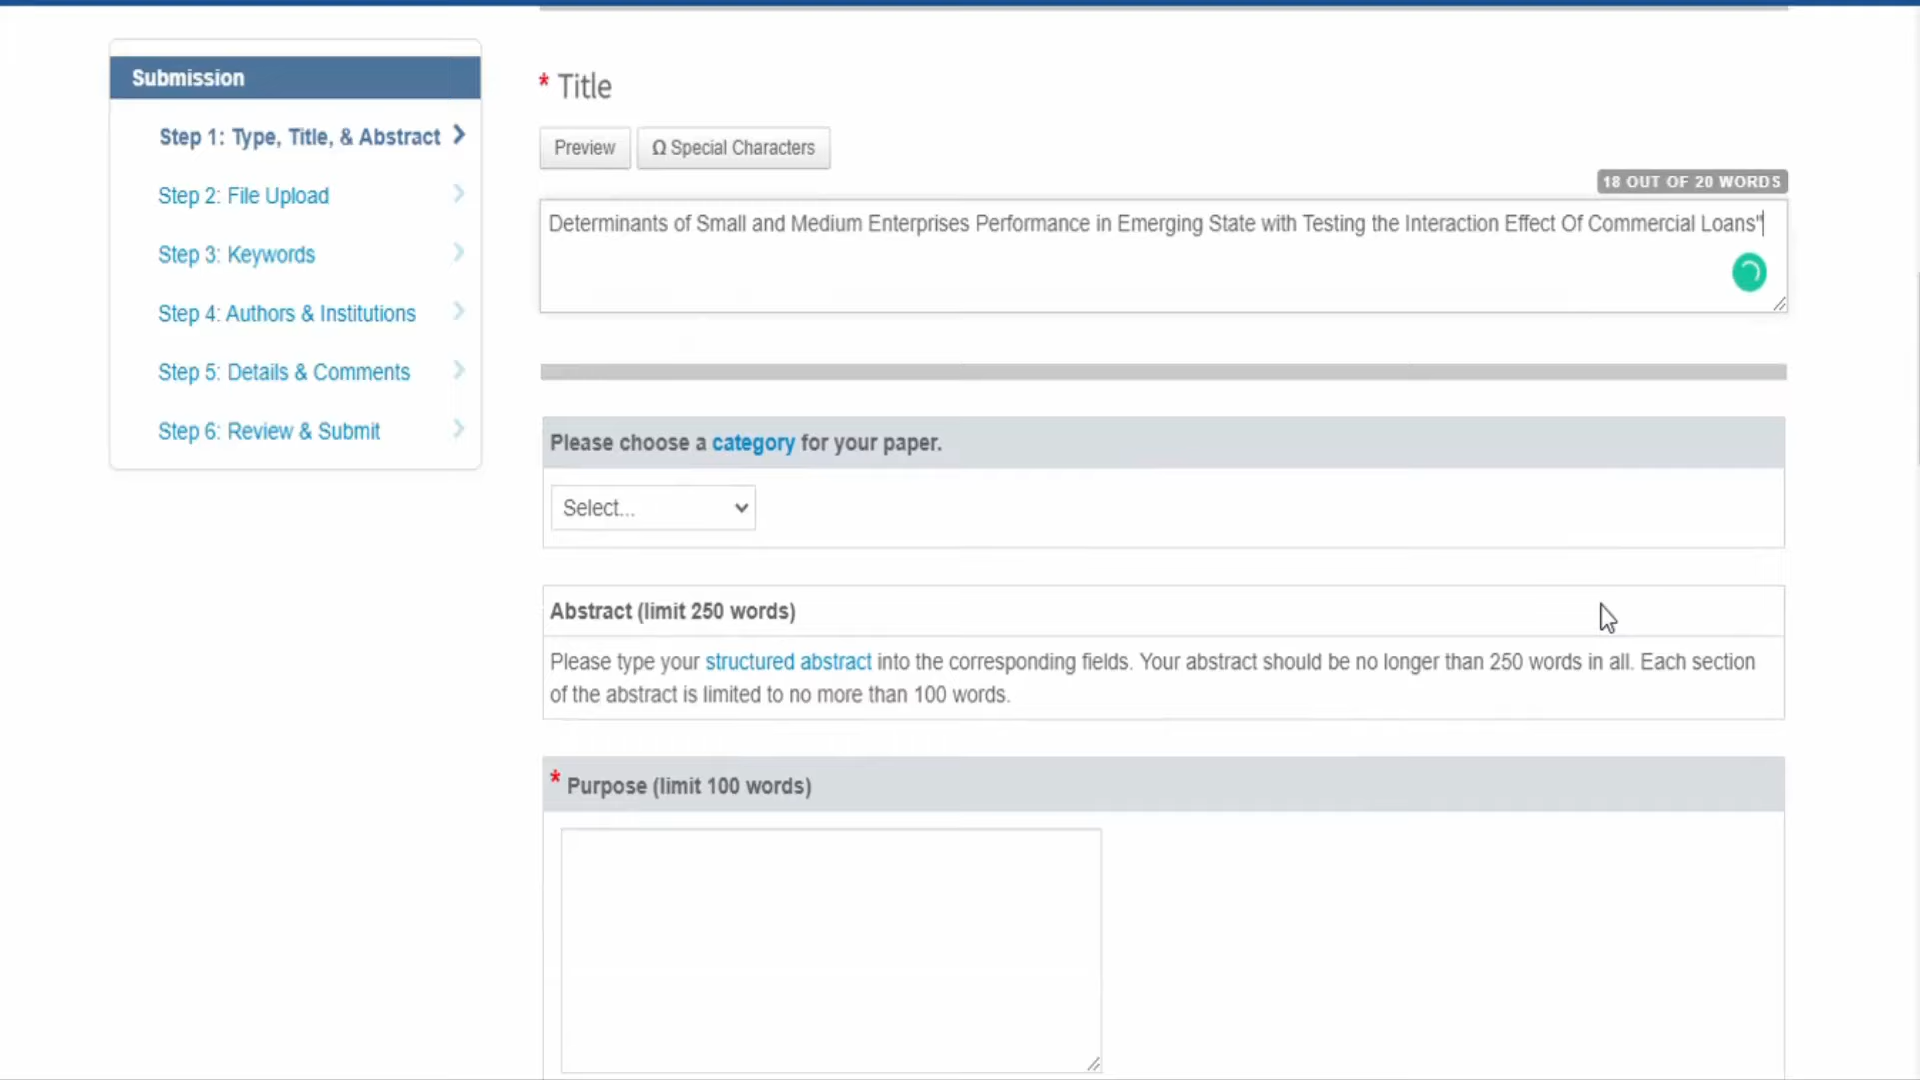 Submission
Step 1: Type, Title, & Abstract
Step 2: File Upload
Step 3: Keywords
Step 4: Authors & Institutions
Step 5: Details & Comments
Step 6: Review & Submit
* Title
Preview
Ω Special Characters
18 OUT OF 20 WORDS
Determinants of Small and Medium Enterprises Performance in Emerging State with Testing the Interaction Effect Of Commercial Loans"
Please choose a category for your paper.
Select...
Abstract (limit 250 words)
Please type your structured abstract into the corresponding fields. Your abstract should be no longer than 250 words in all. Each section
of the abstract is limited to no more than 100 words.
* Purpose (limit 100 words)